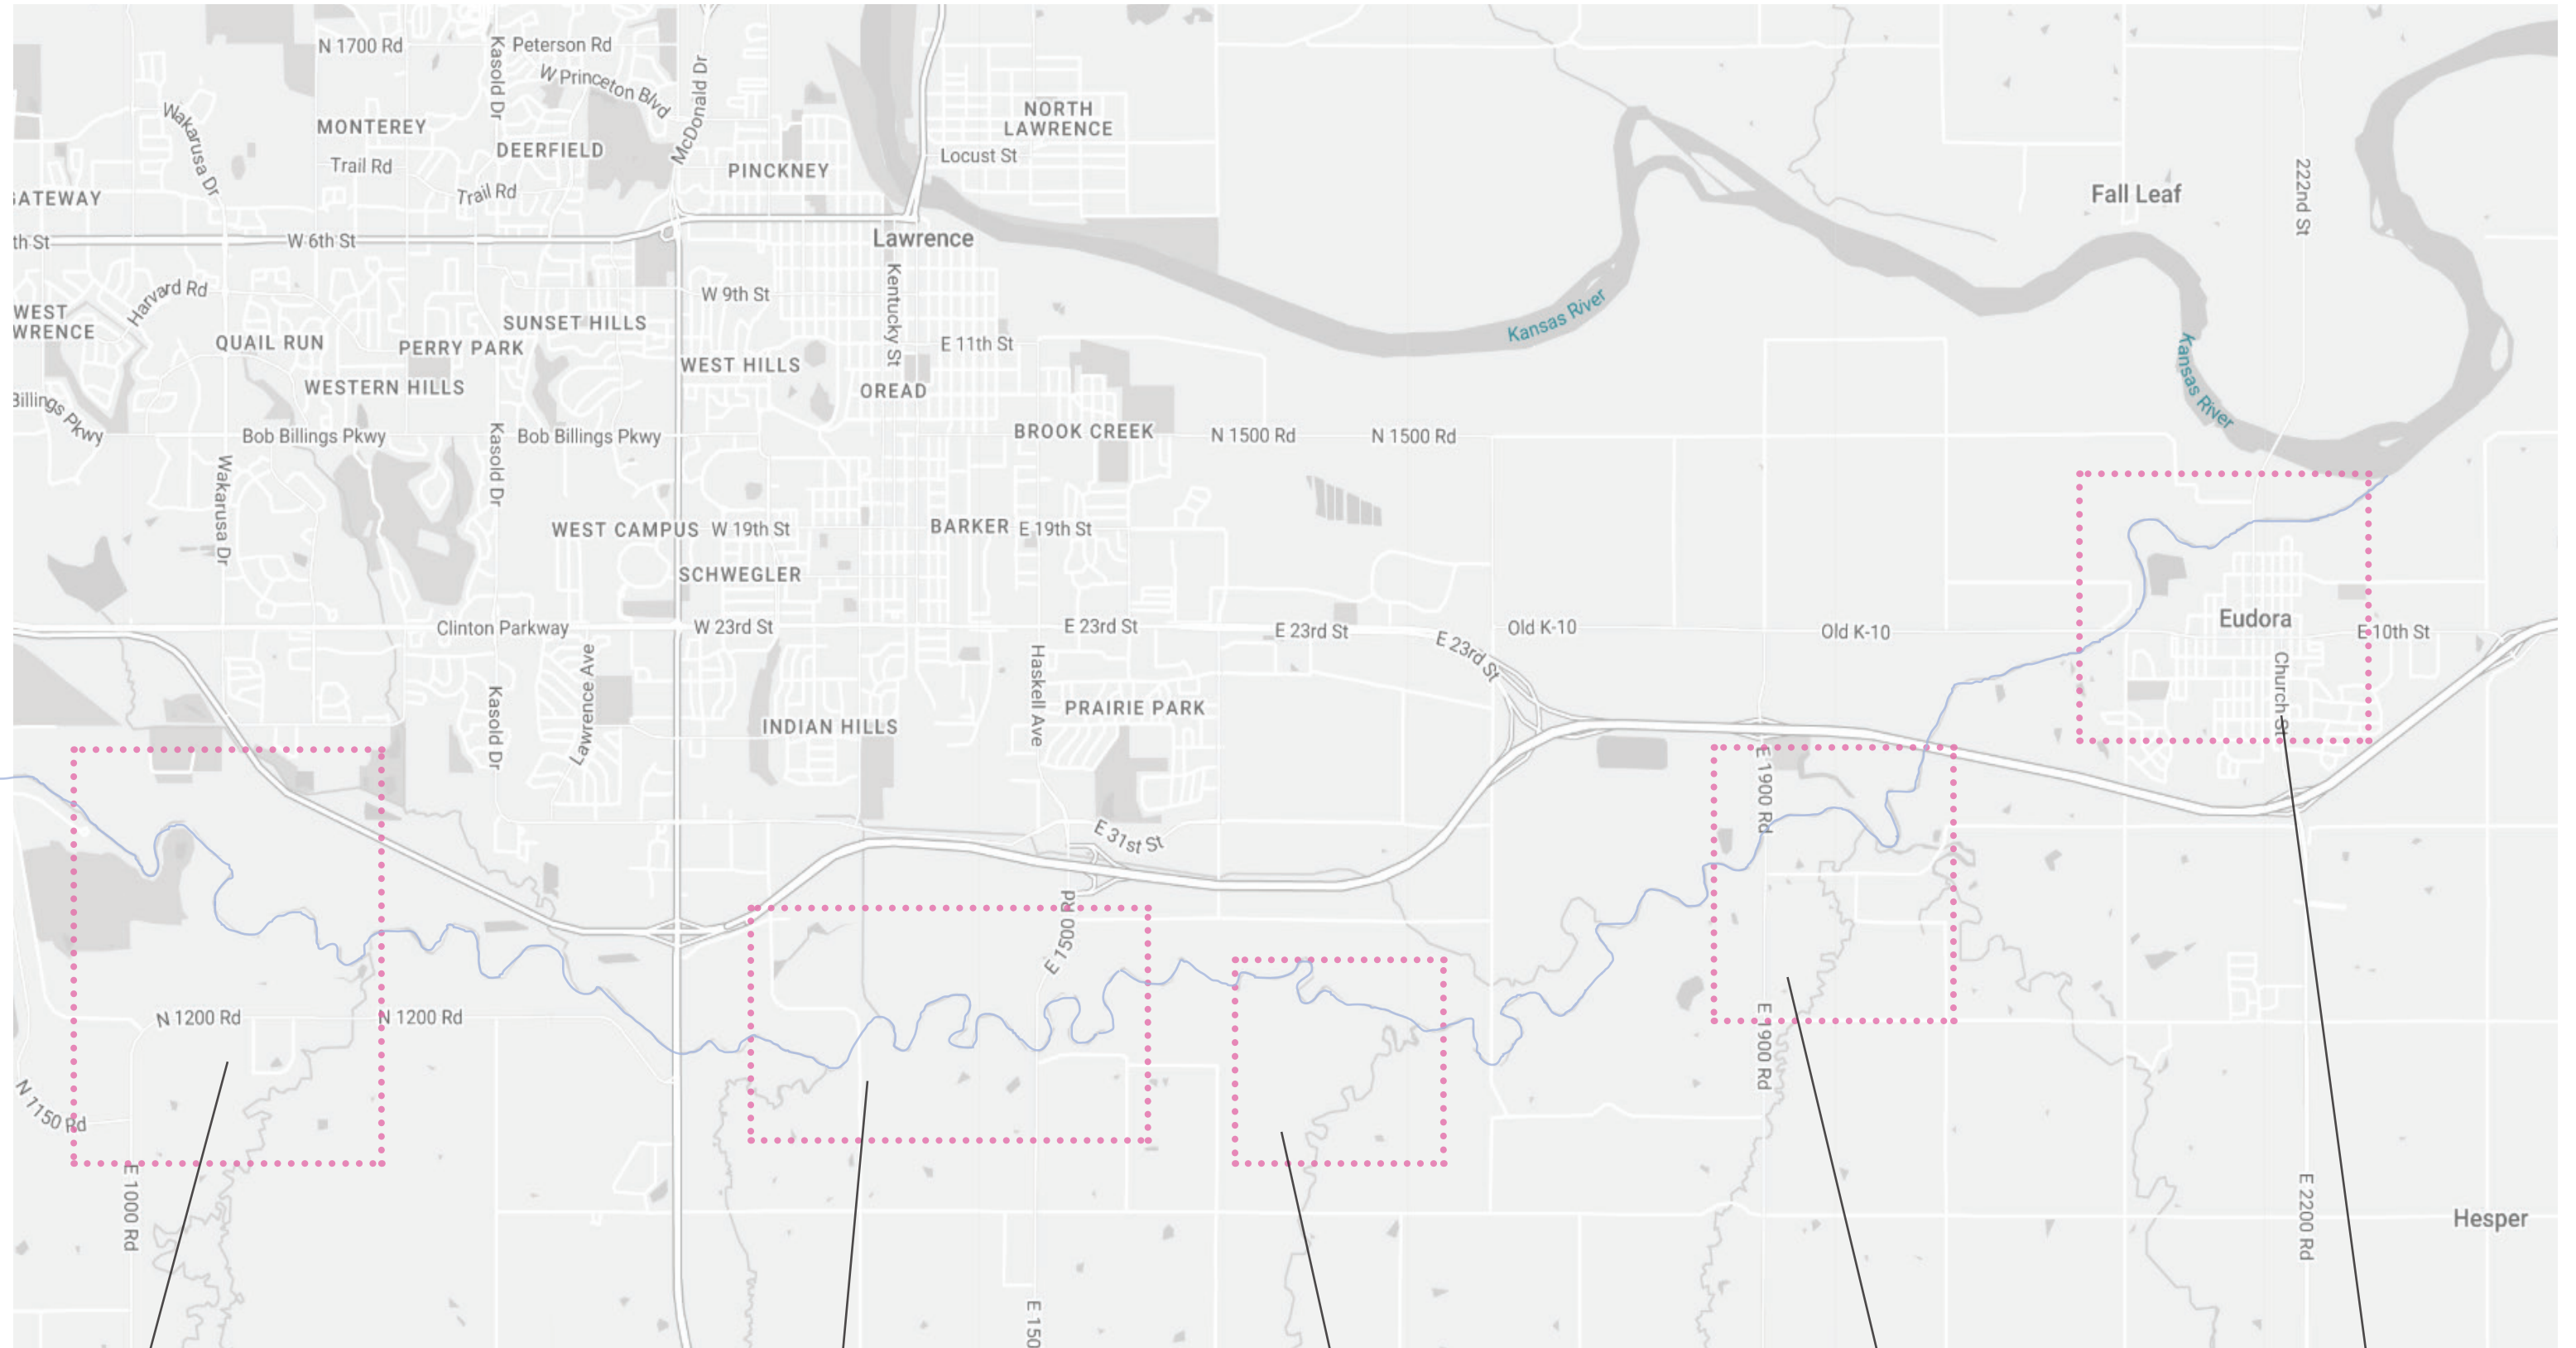 N 1700 Rd
Kasold Dr
Peterson Rd
W Princeton Blvd
McDonald Dr
NORTH
LAWRENCE
Wakarusa Dr
MONTEREY
DEERFIELD
Locust St
Trail Rd
PINCKNEY
Trail Rd
222nd St
Fall Leaf
GATEWAY
th St
W 6th St
Lawrence
Harvard Rd
W 9th St
Kentucky St
Kansas River
WEST
WRENCE
SUNSET HILLS
QUAIL RUN
PERRY PARK
E 11th St
Kansas River
WEST HILLS
WESTERN HILLS
OREAD
Billings Pkwy
Bob Billings Pkwy
Kasold Dr
Bob Billings Pkwy
BROOK CREEK
N 1500 Rd
N 1500 Rd
Wakarusa Dr
WEST CAMPUS
W 19th St
BARKER
E 19th St
SCHWEGLER
Clinton Parkway
W 23rd St
E 23rd St
E 23rd St
E 23rd St
Old K-10
Old K-10
Eudora
E 10th St
Church St
Lawrence Ave
Haskell Ave
Kasold Dr
INDIAN HILLS
PRAIRIE PARK
E 1900 Rd
E 31st St
E 1500 Rd
N 1200 Rd
N 1200 Rd
E 1900 Rd
N 1150 Rd
E 1000 Rd
E 2200 Rd
Hesper
E 150